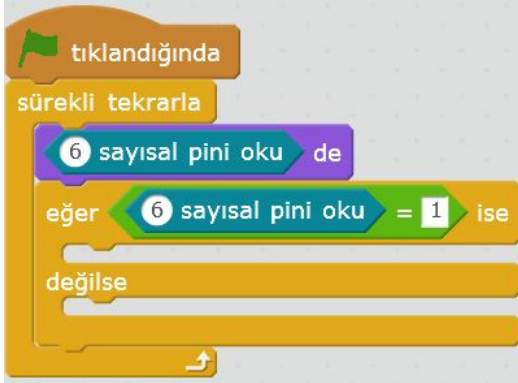 tıklandığında
sürekli tekrarla
6 sayısal pini oku de
eğer 6 sayısal pini oku = 1 ise
değilse